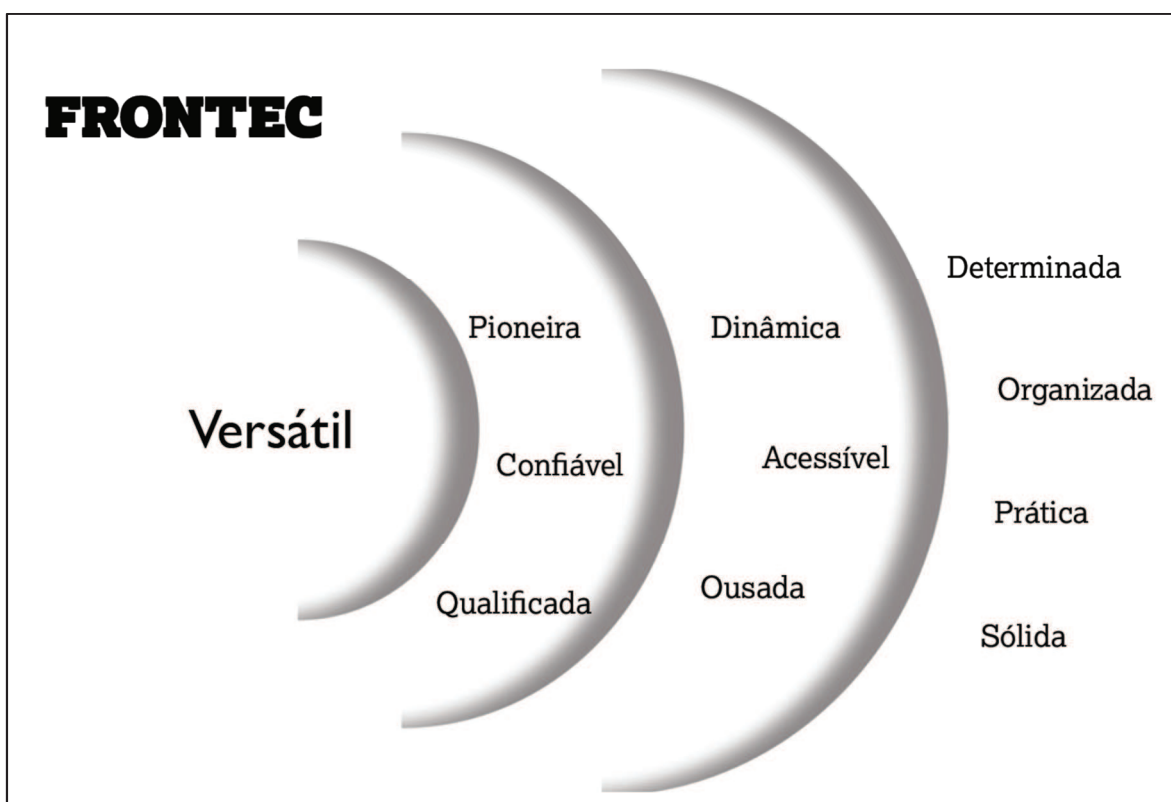 FRONTEC
Versátil
Pioneira
Confiável
Qualificada
Dinâmica
Acessível
Ousada
Determinada
Organizada
Prática
Sólida